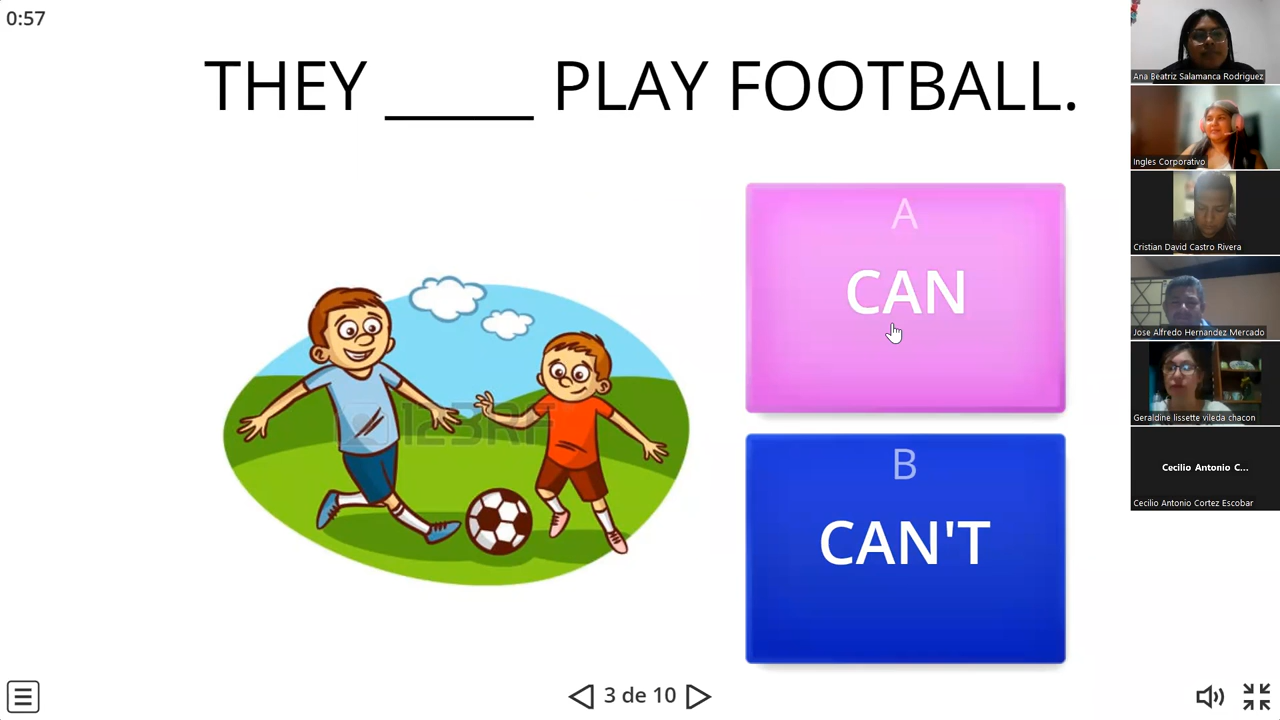 0:57
THEY _____ PLAY FOOTBALL.
A
CAN
B
CAN'T
123RF
3 de 10
Ana Beatriz Salamanca Rodriguez
Ingles Corporativo
Cristian David Castro Rivera
Jose Alfredo Hernandez Mercado
Geraldine lissette vileda chacon
Cecilio Antonio C...
Cecilio Antonio Cortez Escobar